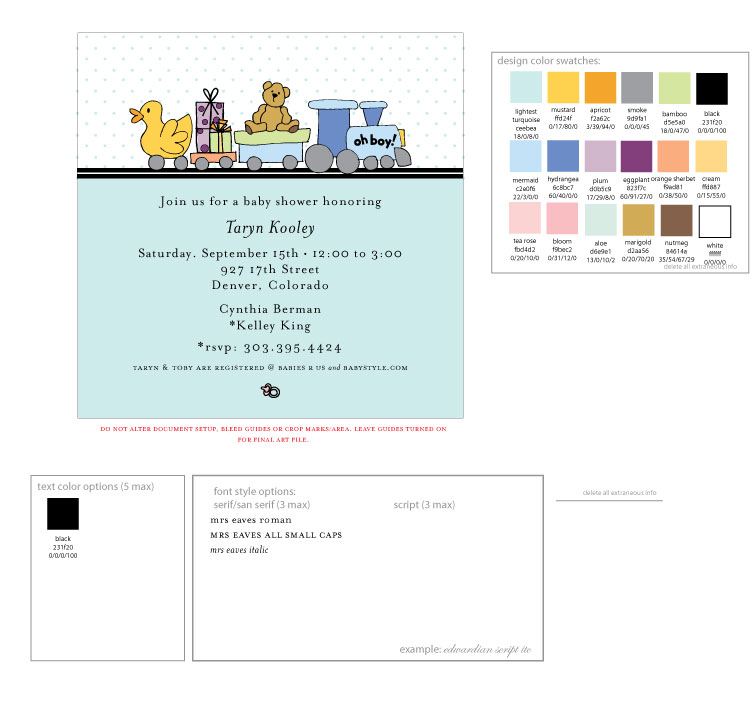 oh boy!
Join us for a baby shower honoring
Taryn Kooley
Saturday. September 15th • 12:00 to 3:00
927 17th Street
Denver, Colorado
Cynthia Berman
*Kelley King
*rsvp: 303.395.4424
TARYN & TOBY ARE REGISTERED @ BABIES R US and BABYSTYLE.COM
DO NOT ALTER DOCUMENT SETUP, BLEED GUIDES OR CROP MARKS/AREA. LEAVE GUIDES TURNED ON
FOR FINAL ART FILE.
design color swatches:
lightest turquoise ceebea 18/0/8/0
mustard ffd24f 0/17/80/0
apricot f2a62c 3/39/94/0
smoke 9d9fa1 0/0/0/45
bamboo d5e5a0 18/0/47/0
black 231f20 0/0/0/100
mermaid c2e0f6 22/3/0/0
hydrangea 6c8bc7 60/40/0/0
plum d0b5c9 17/29/8/0
eggplant 823f7c 60/91/27/0
orange sherbet f9ad81 0/38/50/0
cream ffd887 0/15/55/0
tea rose fbd4d2 0/20/10/0
bloom f9bec2 0/31/12/0
aloe d6e9e1 13/0/10/2
marigold d2aa56 0/20/70/20
nutmeg 84614a 35/54/67/29
white ffffff 0/0/0/0
delete all extraneous info
text color options (5 max)
black
231f20
0/0/0/100
font style options:
serif/san serif (3 max) script (3 max)
mrs eaves roman
MRS EAVES ALL SMALL CAPS
mrs eaves italic
example: edwardian script itc
delete all extraneous info